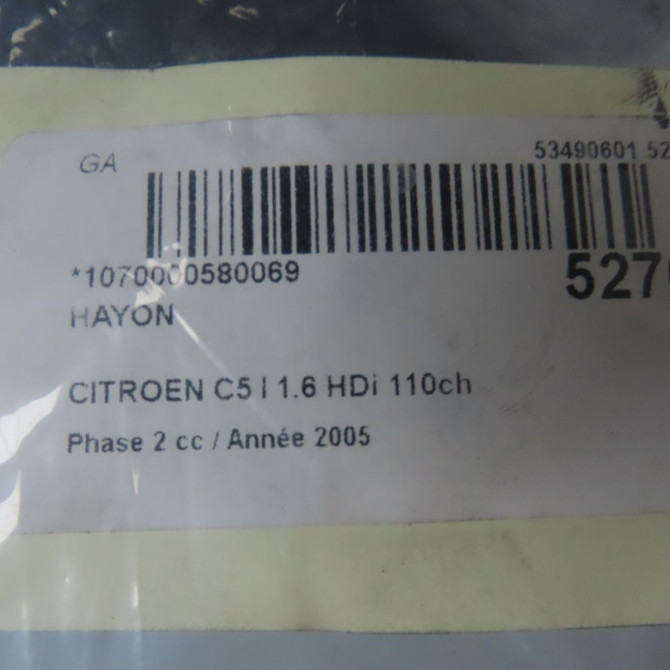 GA
53490601 52
*1070000580069
527
HAYON
CITROEN C5 I 1.6 HDi 110ch
Phase 2 cc / Année 2005